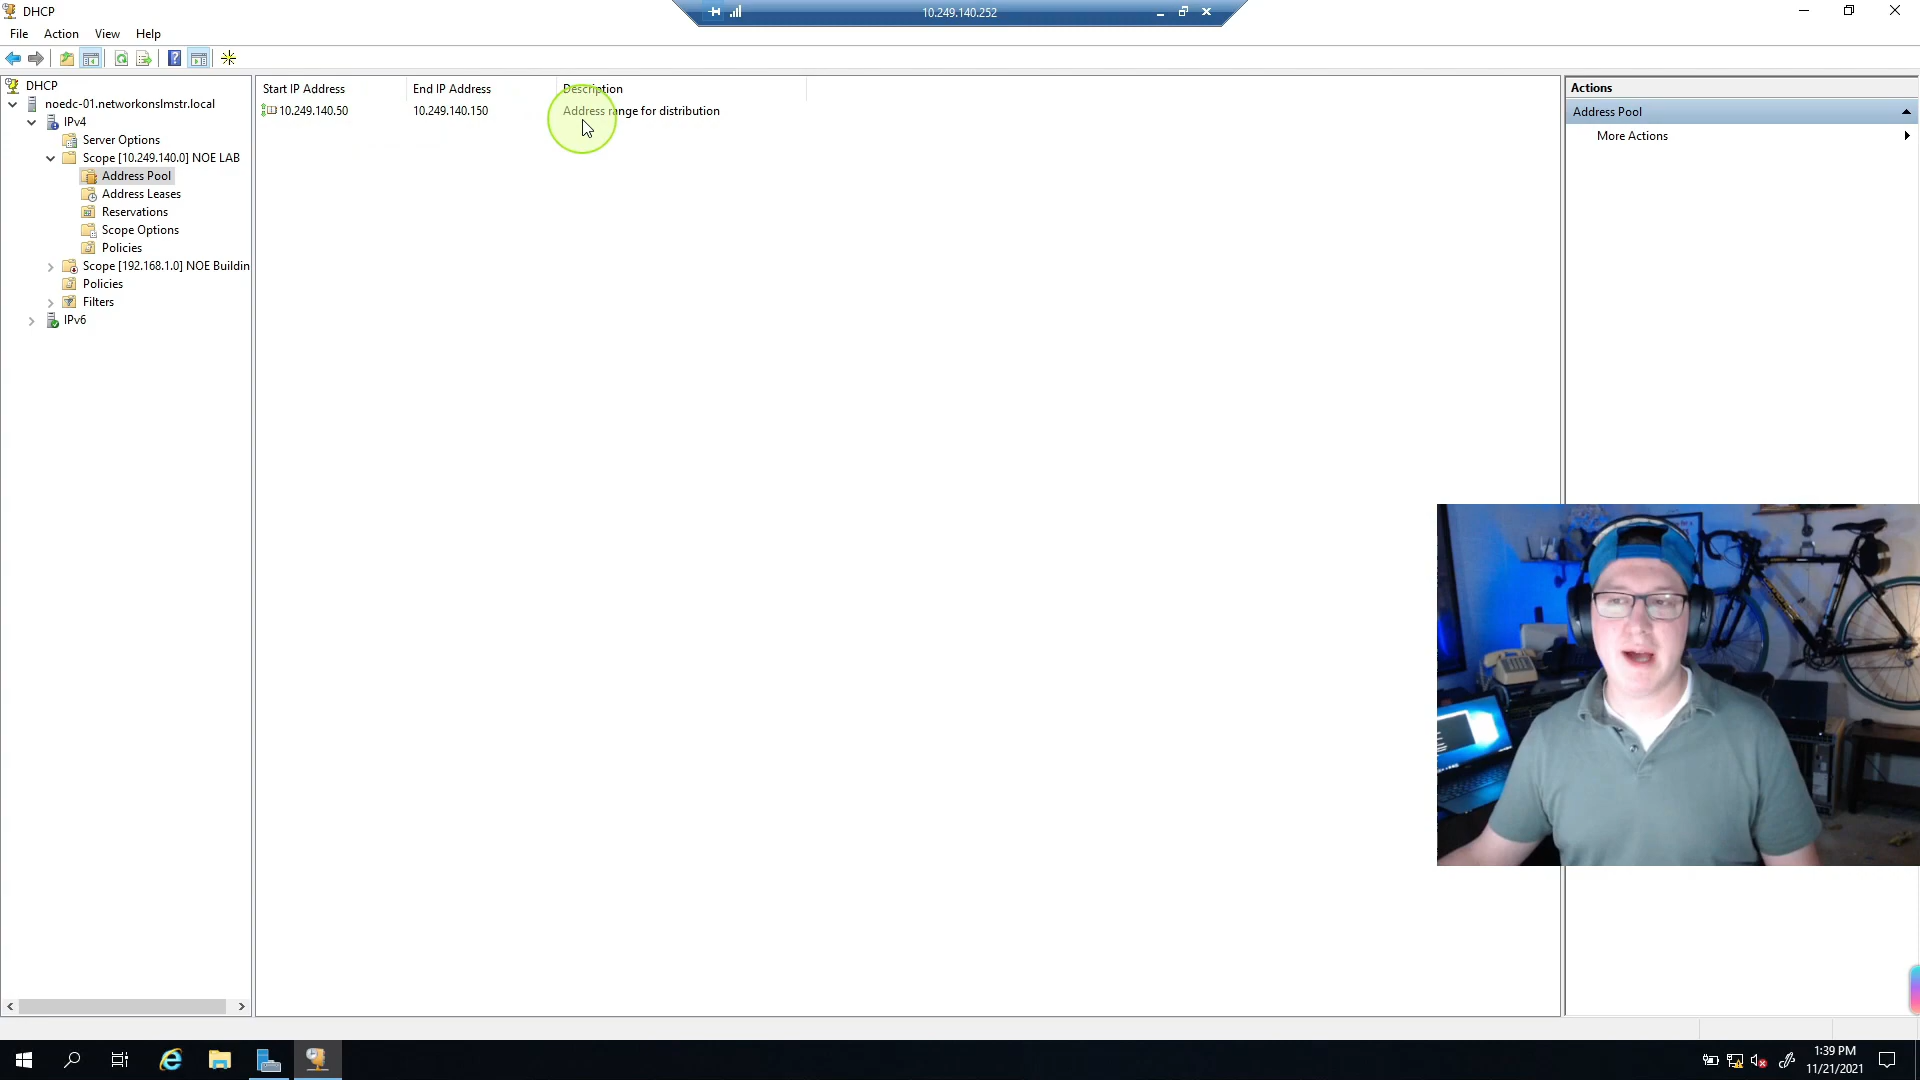 DHCP
10.249.140.252
File Action View Help
DHCP
noedc-01.networkonslmstr.local
IPv4
Server Options
Scope [10.249.140.0] NOE LAB
Address Pool
Address Leases
Reservations
Scope Options
Policies
Scope [192.168.1.0] NOE Buildin
Policies
Filters
IPv6
Start IP Address End IP Address Description
10.249.140.50 10.249.140.150 Address range for distribution
Actions
Address Pool
More Actions
1:39 PM
11/21/2021